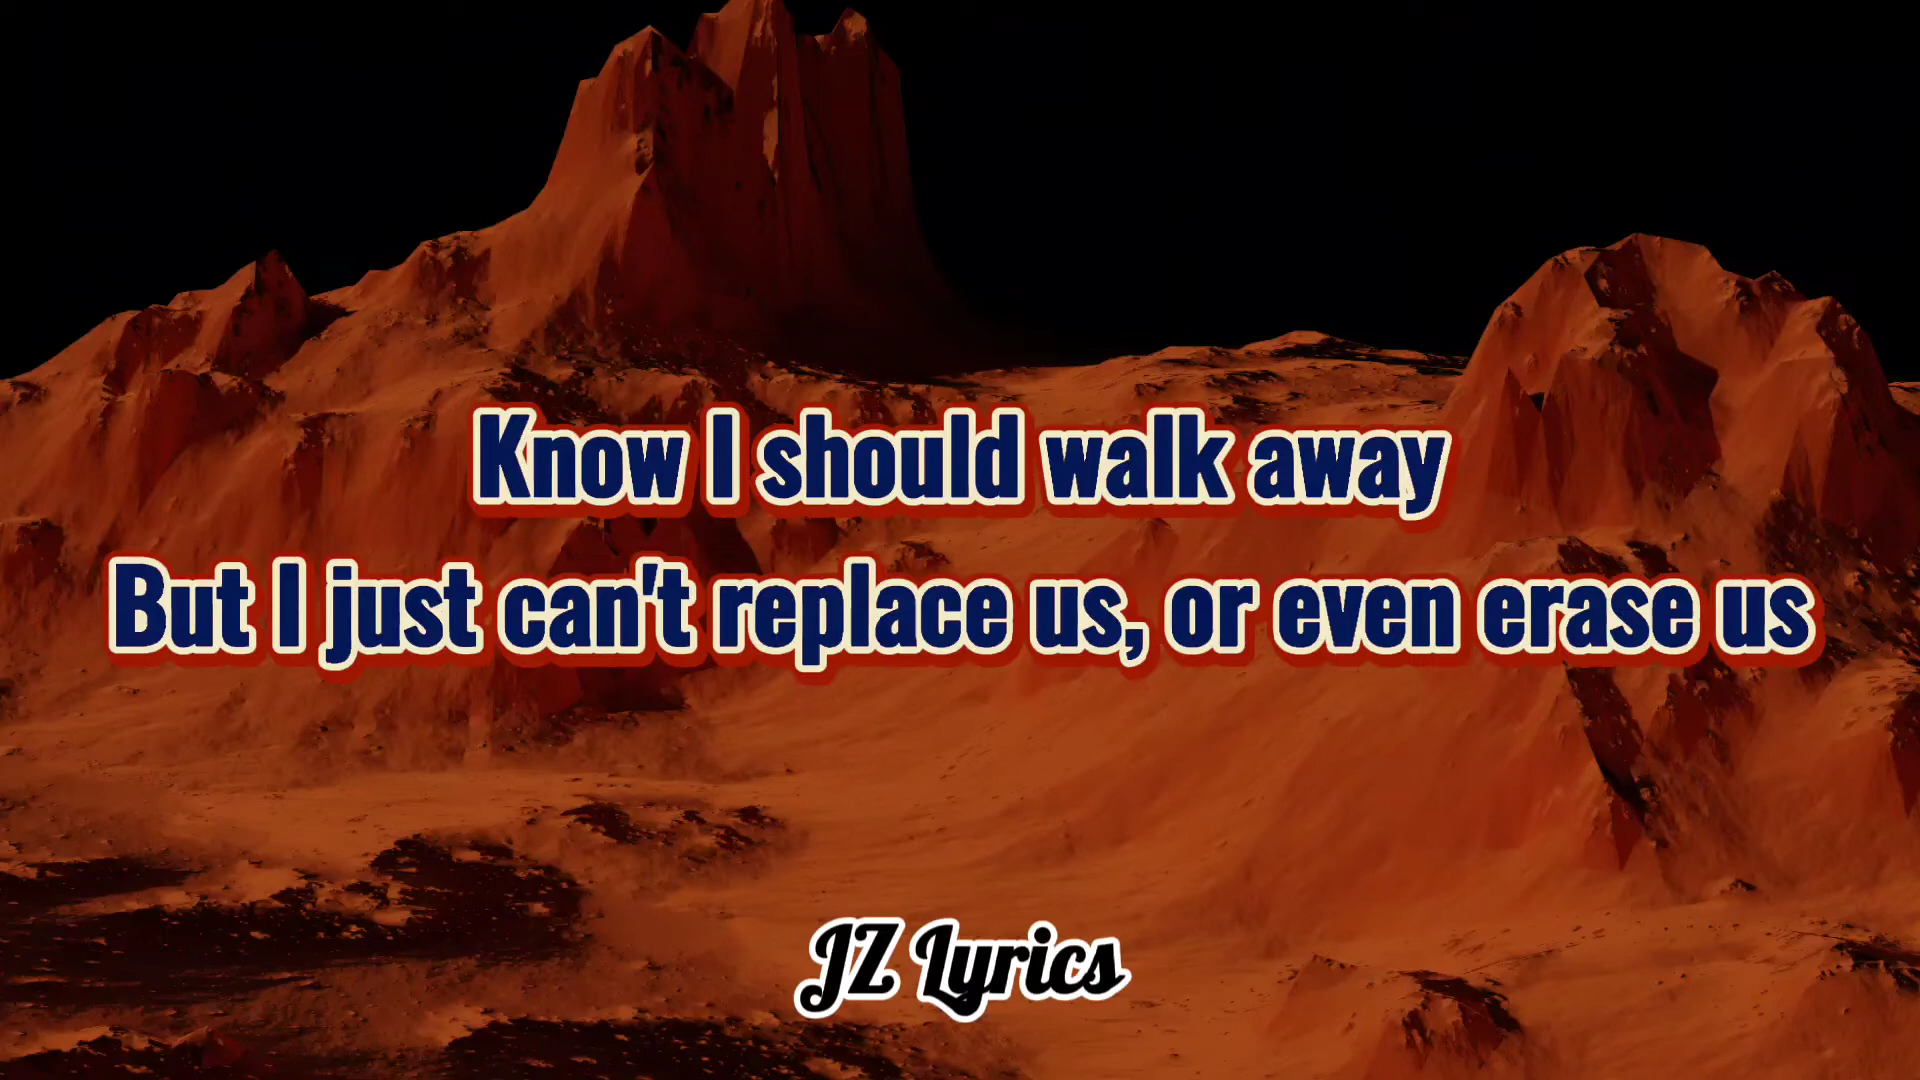 Know I should walk away
But I just can't replace us, or even erase us
JZ Lyrics